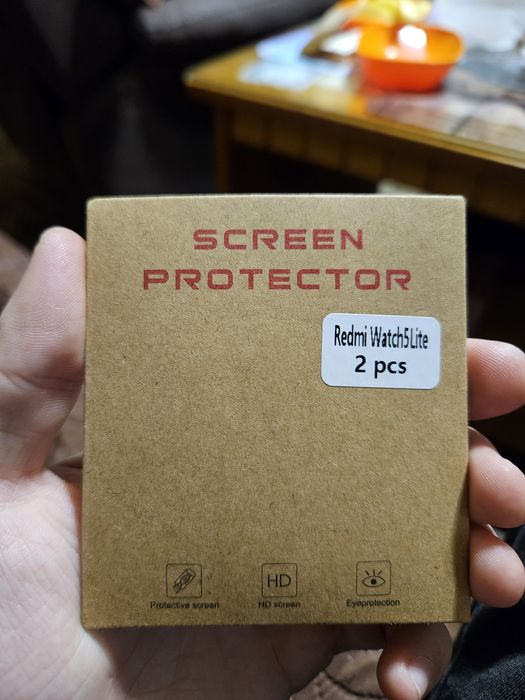 SCREEN
PROTECTOR
Redmi Watch5Lite
2 pcs
HD
Protective screen
HD screen
Eyeprotection